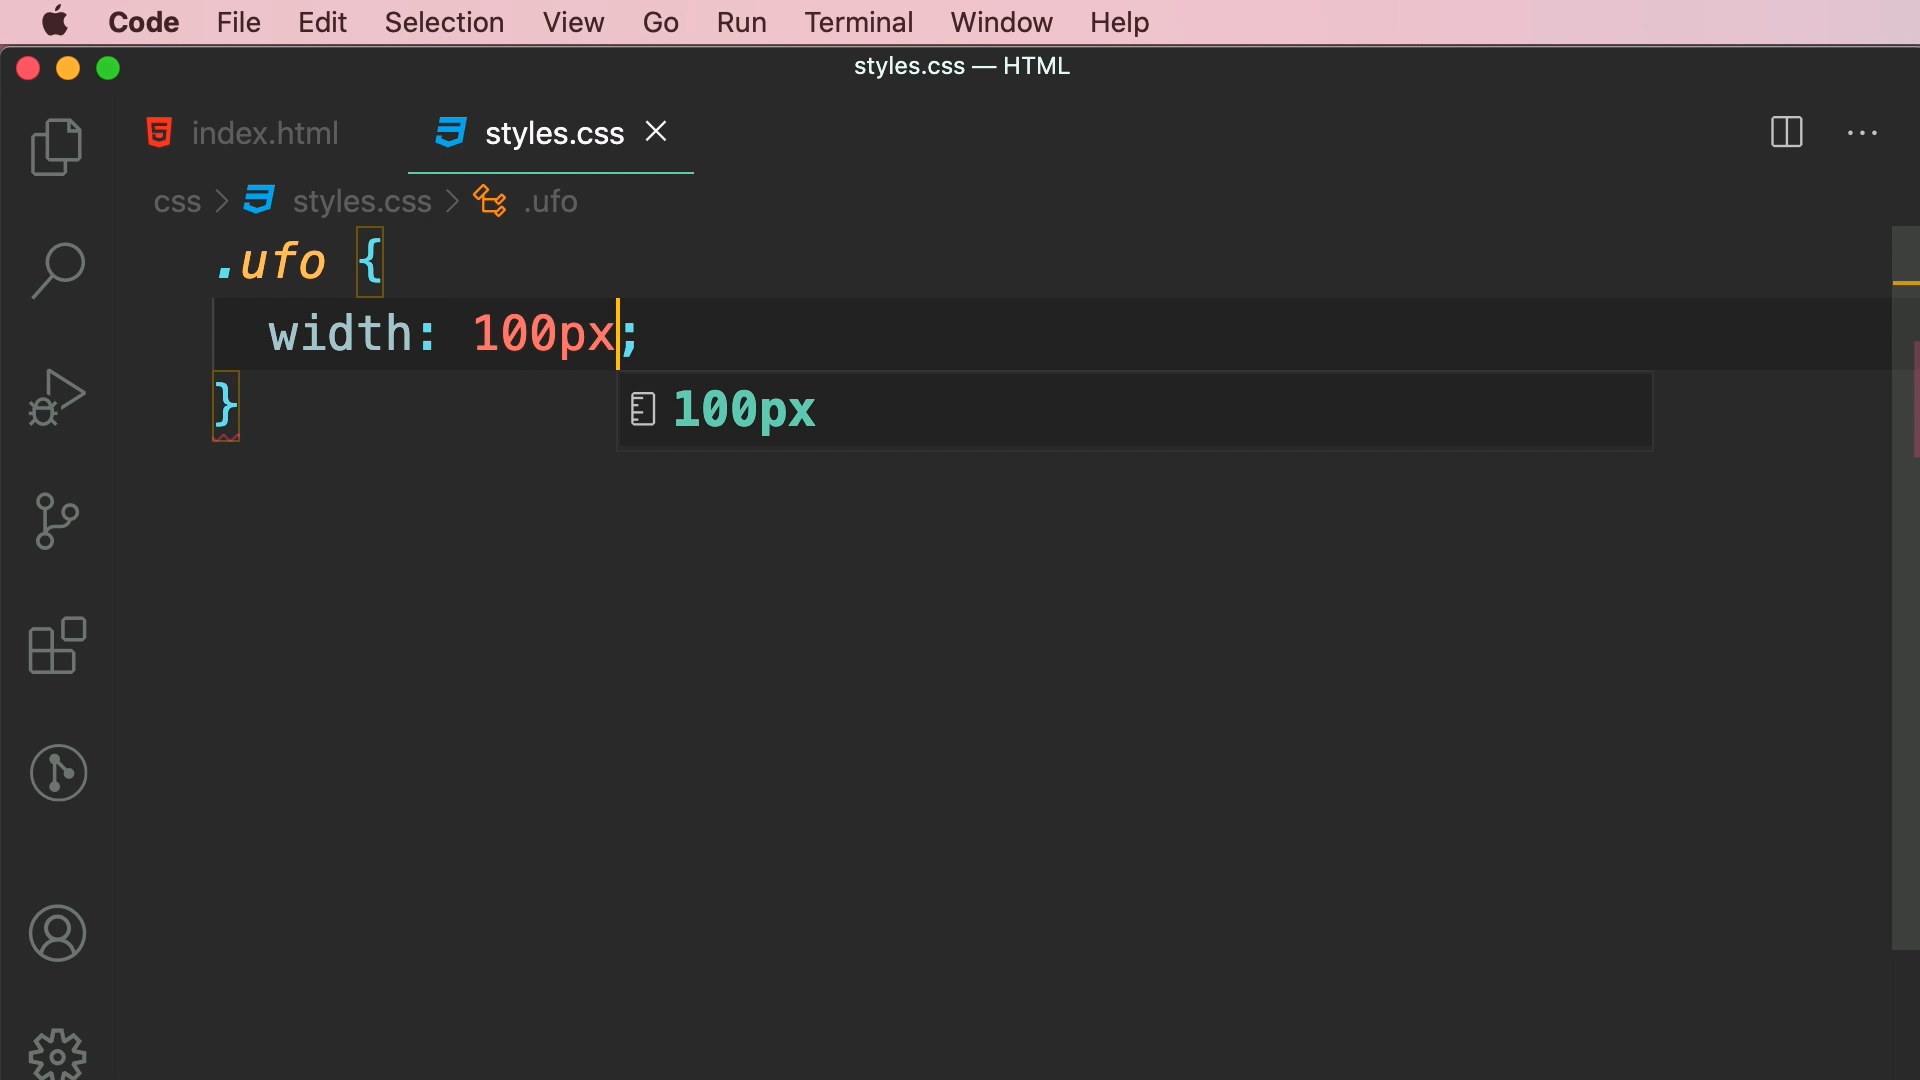 Code File Edit Selection View Go Run Terminal Window Help
styles.css — HTML
index.html styles.css
css > styles.css > .ufo
.ufo {
width: 100px;
100px
}